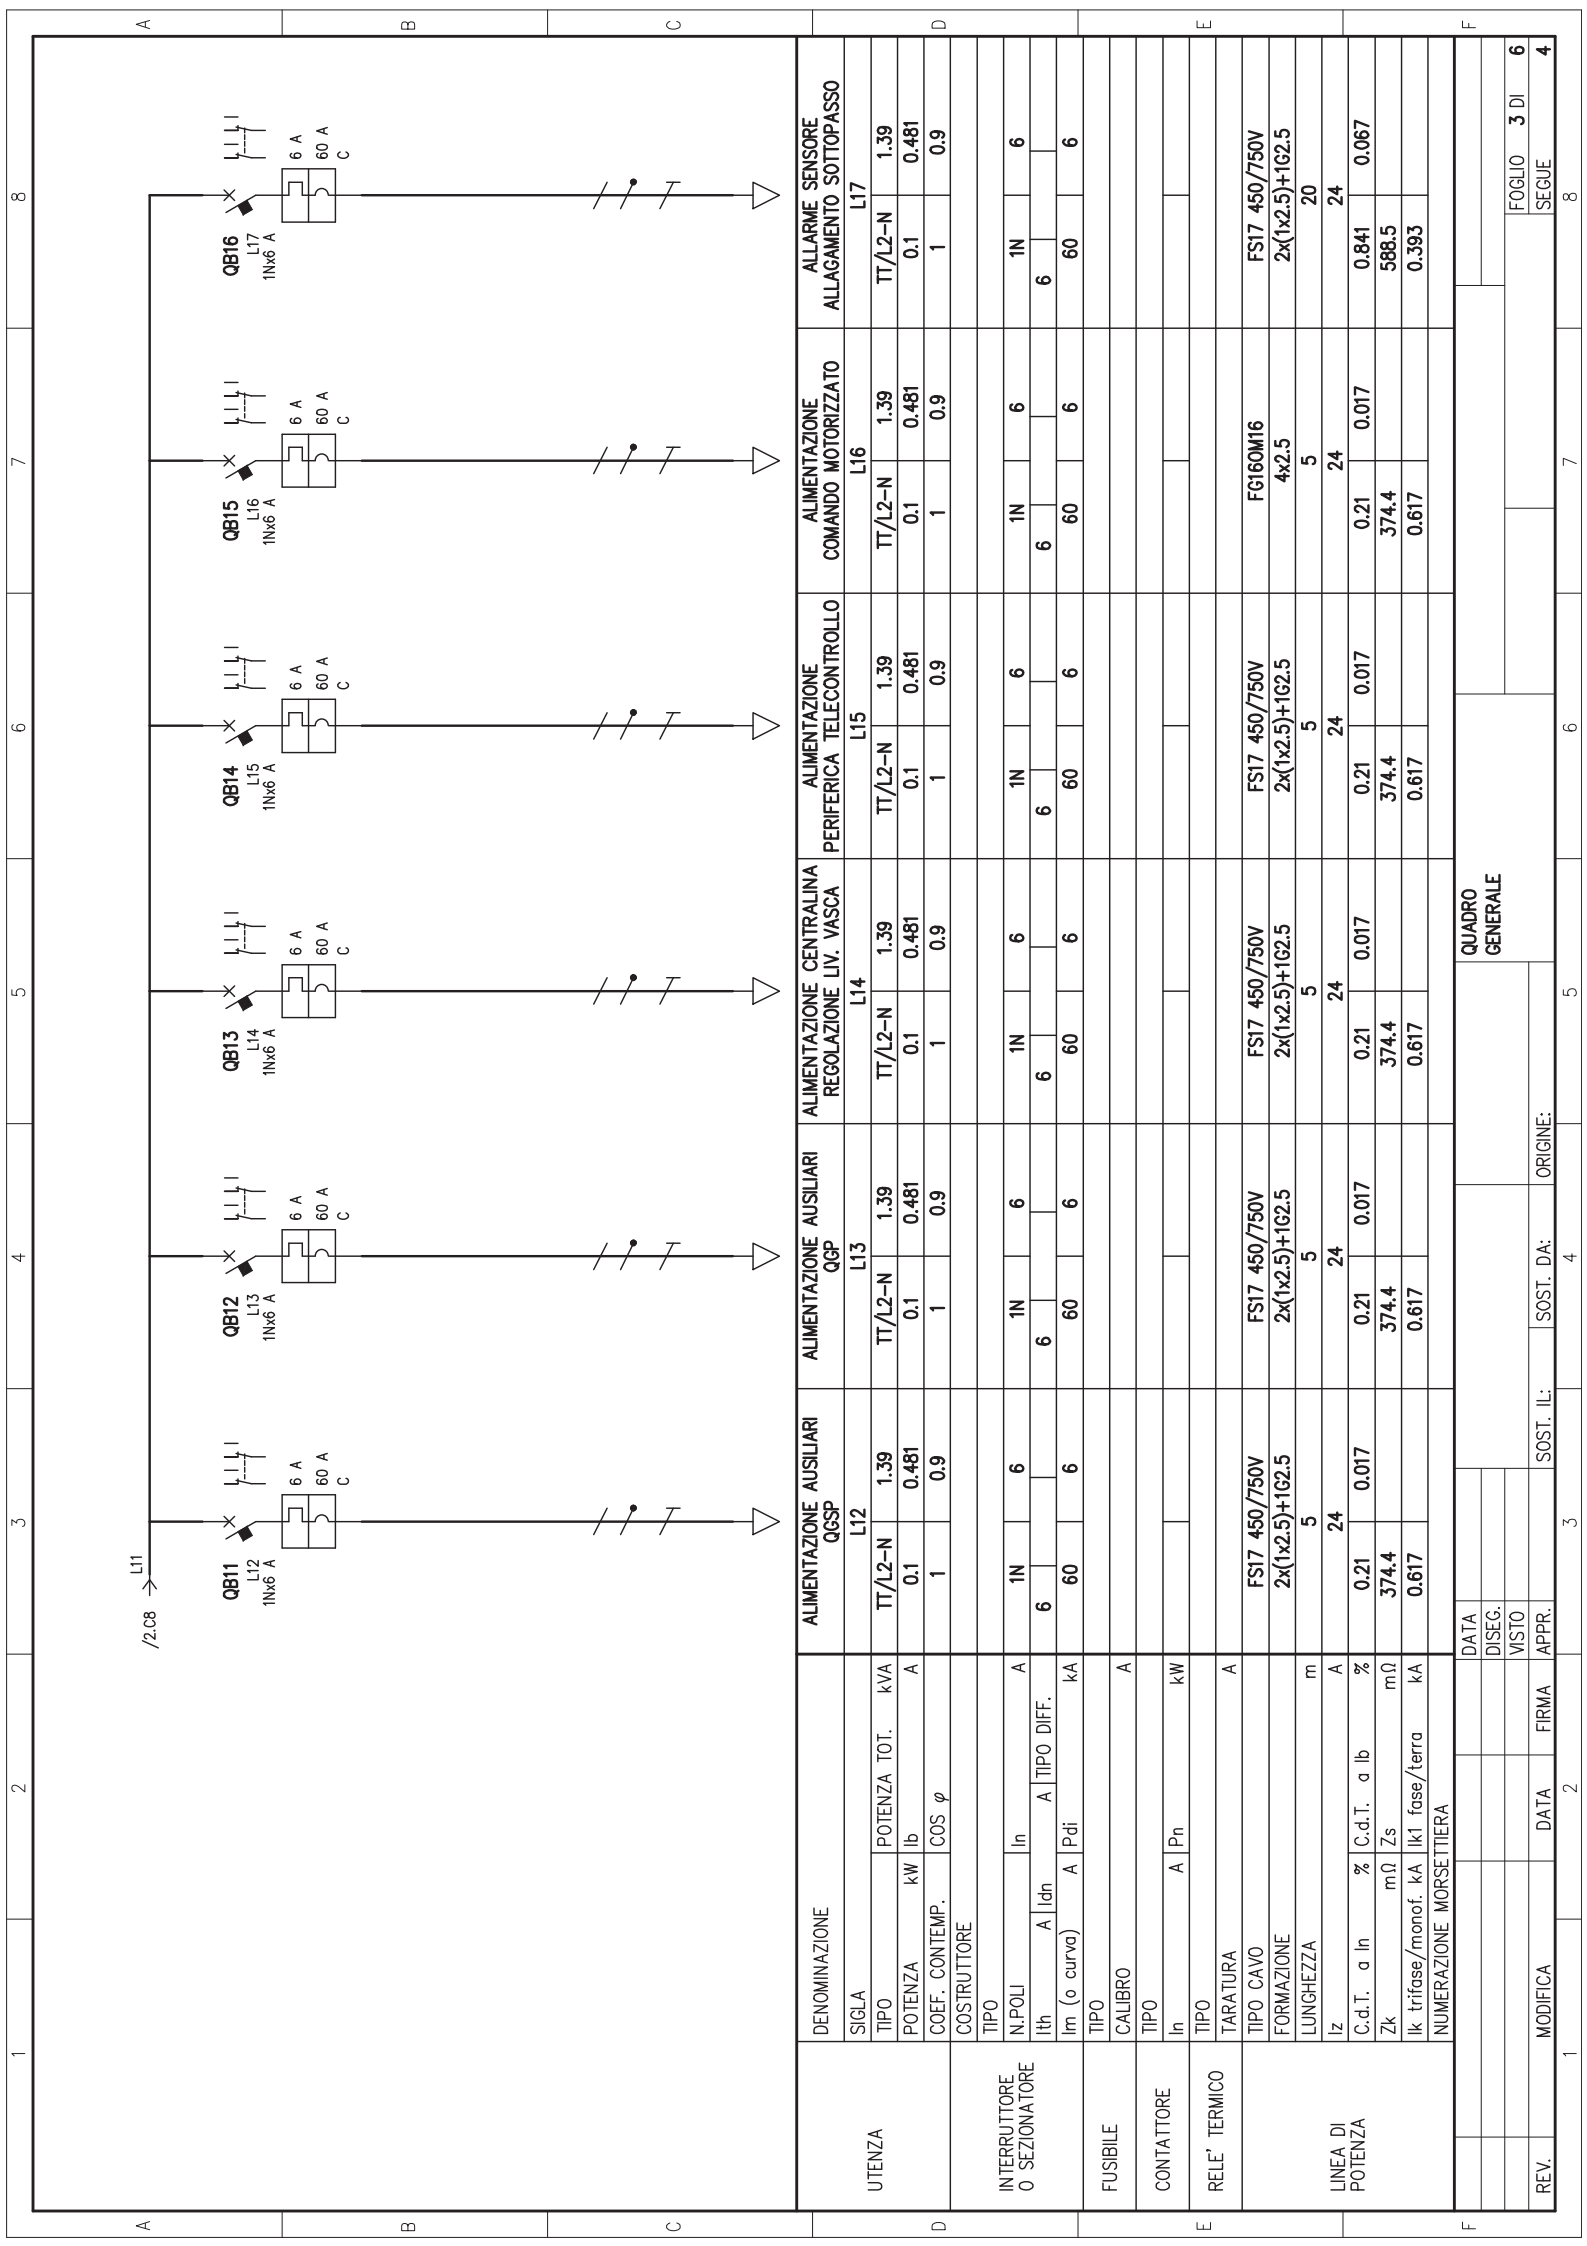 1 2 3 4 5 6 7 8
A
B
C
D
E
F
/2.C8
L11
QB11
L12
1Nx6 A
6 A
60 A
C
QB12
L13
1Nx6 A
6 A
60 A
C
QB13
L14
1Nx6 A
6 A
60 A
C
QB14
L15
1Nx6 A
6 A
60 A
C
QB15
L16
1Nx6 A
6 A
60 A
C
QB16
L17
1Nx6 A
6 A
60 A
C
UTENZA
DENOMINAZIONE
ALIMENTAZIONE AUSILIARI
QGSP
ALIMENTAZIONE AUSILIARI
QGP
ALIMENTAZIONE CENTRALINA
REGOLAZIONE LIV. VASCA
ALIMENTAZIONE
PERIFERICA TELECONTROLLO
ALIMENTAZIONE
COMANDO MOTORIZZATO
ALLARME SENSORE
ALLAGAMENTO SOTTOPASSO
SIGLA L12 L13 L14 L15 L16 L17
TIPO POTENZA TOT. kVA TT/L2-N 1.39 TT/L2-N 1.39 TT/L2-N 1.39 TT/L2-N 1.39 TT/L2-N 1.39 TT/L2-N 1.39
POTENZA kW Ib A 0.1 0.481 0.1 0.481 0.1 0.481 0.1 0.481 0.1 0.481 0.1 0.481
COEF. CONTEMP. COS φ 1 0.9 1 0.9 1 0.9 1 0.9 1 0.9 1 0.9
INTERRUTTORE
O SEZIONATORE
COSTRUTTORE
TIPO
N.POLI In A 1N 6 1N 6 1N 6 1N 6 1N 6 1N 6
Ith A Idn A TIPO DIFF. 6 6 6 6 6 6
Im (o curva) A Pdi kA 60 6 60 6 60 6 60 6 60 6 60 6
FUSIBILE
TIPO
CALIBRO A
CONTATTORE
TIPO
In A Pn kW
RELE' TERMICO
TIPO
TARATURA A
LINEA DI
POTENZA
TIPO CAVO FS17 450/750V FS17 450/750V FS17 450/750V FS17 450/750V FG16OM16 FS17 450/750V
FORMAZIONE 2x(1x2.5)+1G2.5 2x(1x2.5)+1G2.5 2x(1x2.5)+1G2.5 2x(1x2.5)+1G2.5 4x2.5 2x(1x2.5)+1G2.5
LUNGHEZZA m 5 5 5 5 5 20
Iz A 24 24 24 24 24 24
C.d.T. a In % C.d.T. a Ib % 0.21 0.017 0.21 0.017 0.21 0.017 0.21 0.017 0.21 0.017 0.841 0.067
Zk mΩ Zs mΩ 374.4 374.4 374.4 374.4 374.4 588.5
Ik trifase/monof. kA Ik1 fase/terra kA 0.617 0.617 0.617 0.617 0.617 0.393
NUMERAZIONE MORSETTIERA
DATA
DISEG.
VISTO
REV. MODIFICA DATA FIRMA APPR. SOST. IL: SOST. DA: ORIGINE:
QUADRO
GENERALE
FOGLIO 3 DI 6
SEGUE 4
1 2 3 4 5 6 7 8
A
B
C
D
E
F